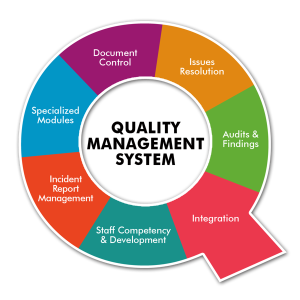 Document
Control
Issues
Resolution
Specialized
Modules
Audits &
Findings
QUALITY
MANAGEMENT
SYSTEM
Incident
Report
Management
Integration
Staff Competency
& Development